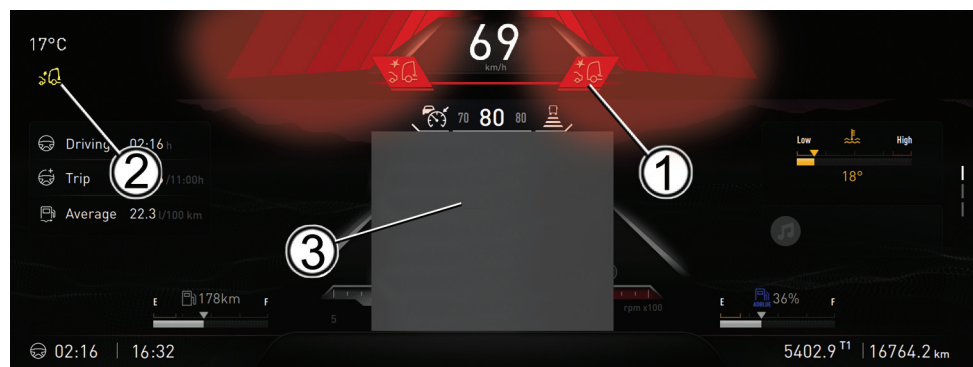 17°C
69
km/h
70 80 80
Driving 02:16 h
Trip /11:00h
Average 22.3 l/100 km
1
2
3
Low High
18°
E 178km F
5
rpm x100
E ADBLUE 36% F
02:16 | 16:32
5402.9 T1 | 16764.2 km